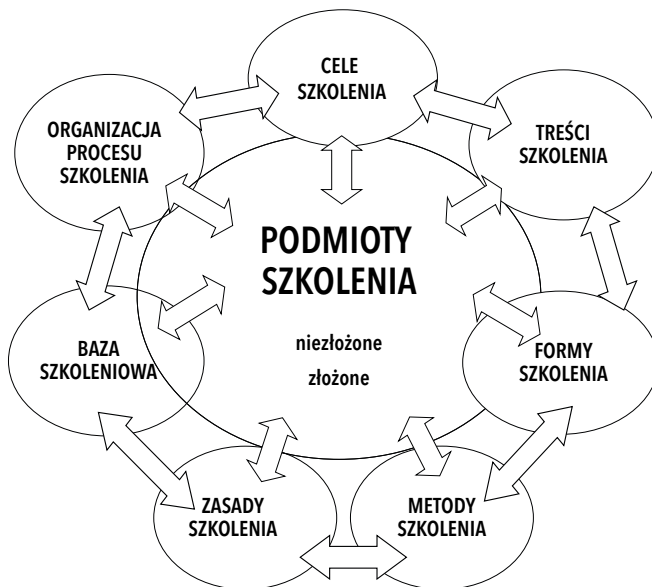 CELE
SZKOLENIA
ORGANIZACJA
PROCESU
SZKOLENIA
TREŚCI
SZKOLENIA
PODMIOTY
SZKOLENIA
niezłożone
złożone
BAZA
SZKOLENIOWA
FORMY
SZKOLENIA
ZASADY
SZKOLENIA
METODY
SZKOLENIA